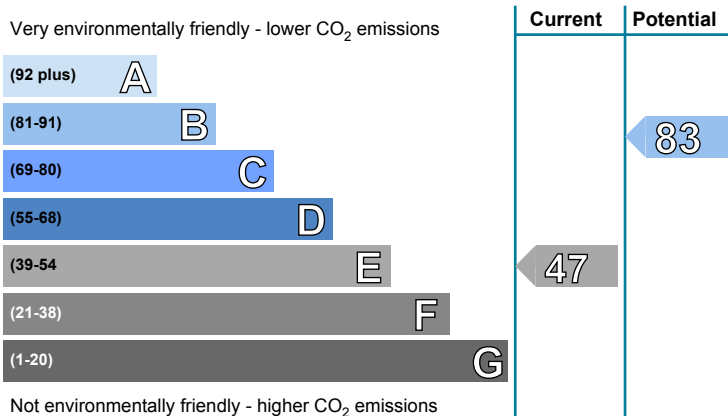 Very environmentally friendly - lower CO2 emissions
Current
Potential
(92 plus) A
(81-91) B
83
(69-80) C
(55-68) D
(39-54 E
47
(21-38) F
(1-20) G
Not environmentally friendly - higher CO2 emissions